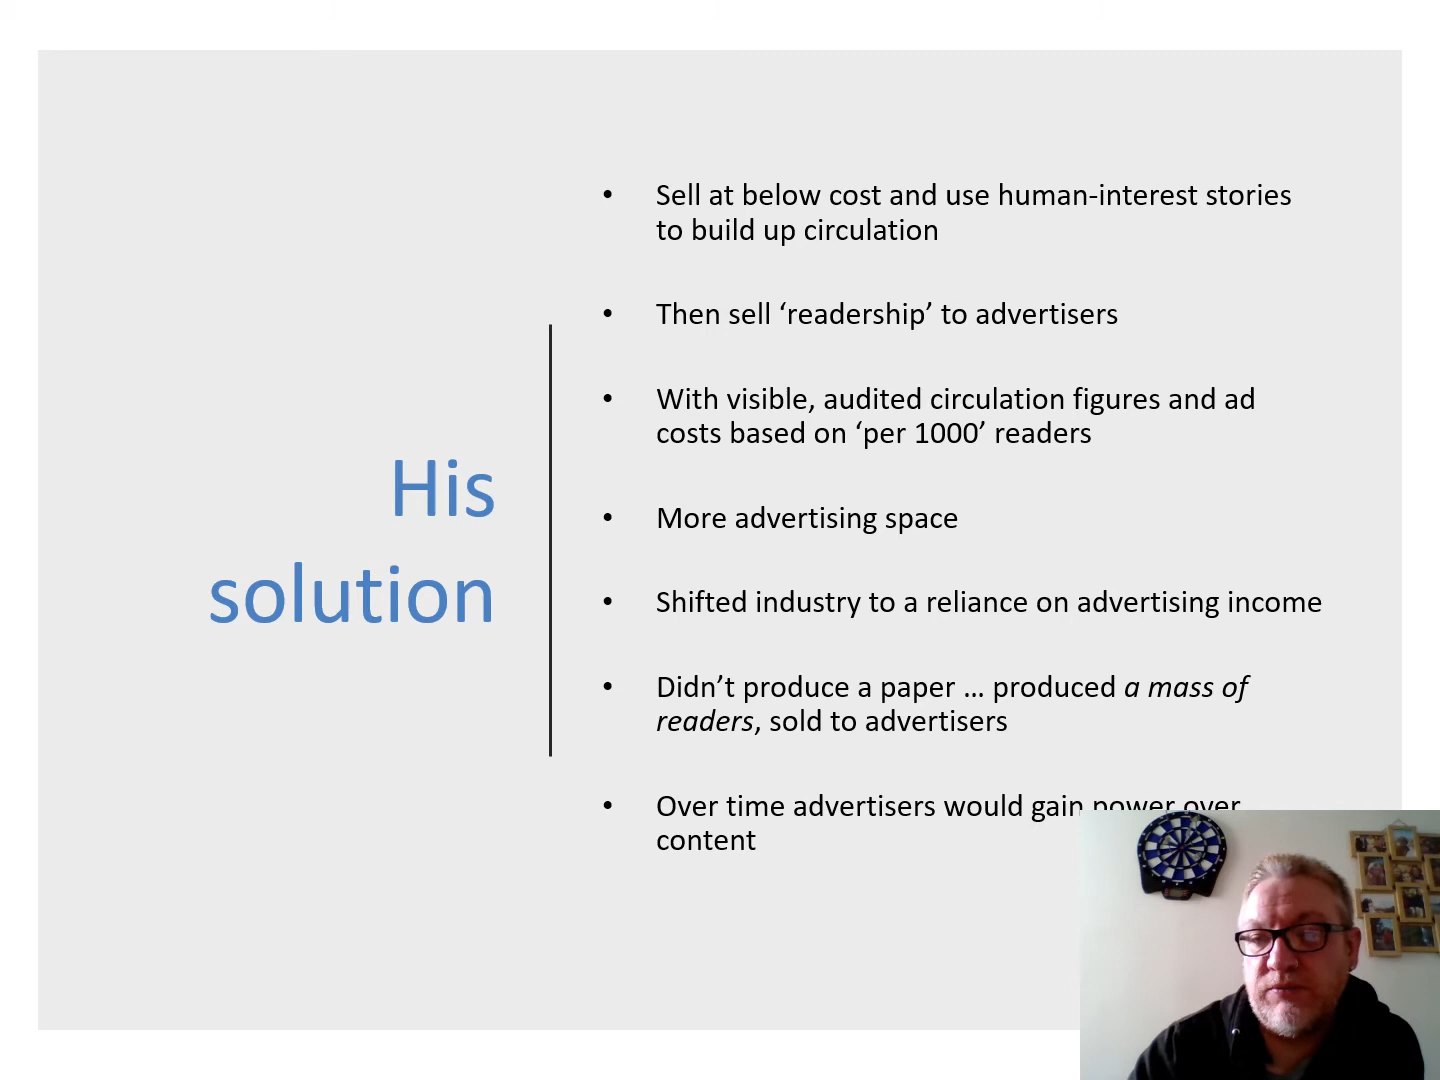 His
solution
• Sell at below cost and use human-interest stories
to build up circulation
• Then sell ‘readership’ to advertisers
• With visible, audited circulation figures and ad
costs based on ‘per 1000’ readers
• More advertising space
• Shifted industry to a reliance on advertising income
• Didn’t produce a paper … produced a mass of
readers, sold to advertisers
• Over time advertisers would gain power over
content